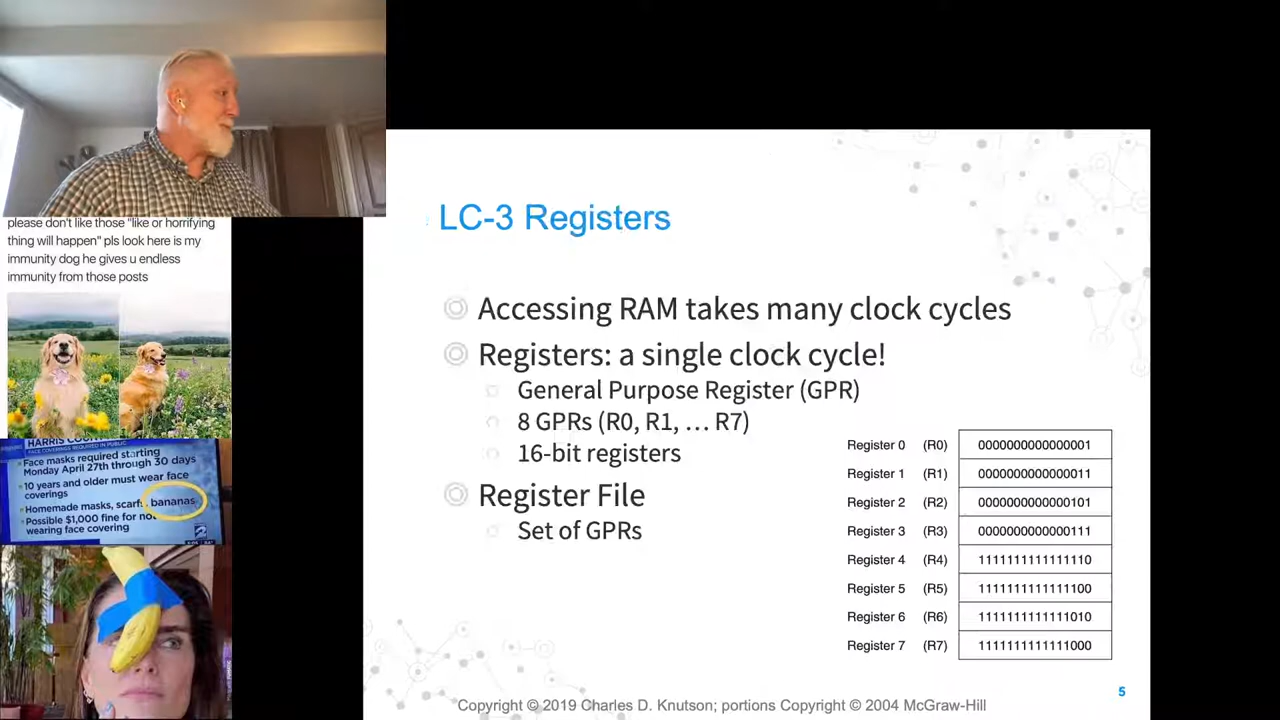 please don't like those "like or horrifying
thing will happen" pls look here is my
immunity dog he gives u endless
immunity from those posts
FACE COVERINGS REQUIRED IN PUBLIC
Face masks required starting
Monday April 27th through 30 days
10 years and older must wear face
coverings
Homemade masks, scarfs, bananas
Possible $1,000 fine for not
wearing face covering
LC-3 Registers
Accessing RAM takes many clock cycles
Registers: a single clock cycle!
General Purpose Register (GPR)
8 GPRs (R0, R1, … R7)
16-bit registers
Register File
Set of GPRs
Register 0 (R0) 0000000000000001
Register 1 (R1) 0000000000000011
Register 2 (R2) 0000000000000101
Register 3 (R3) 0000000000000111
Register 4 (R4) 1111111111111110
Register 5 (R5) 1111111111111100
Register 6 (R6) 1111111111111010
Register 7 (R7) 1111111111111000
5
Copyright © 2019 Charles D. Knutson; portions Copyright © 2004 McGraw-Hill